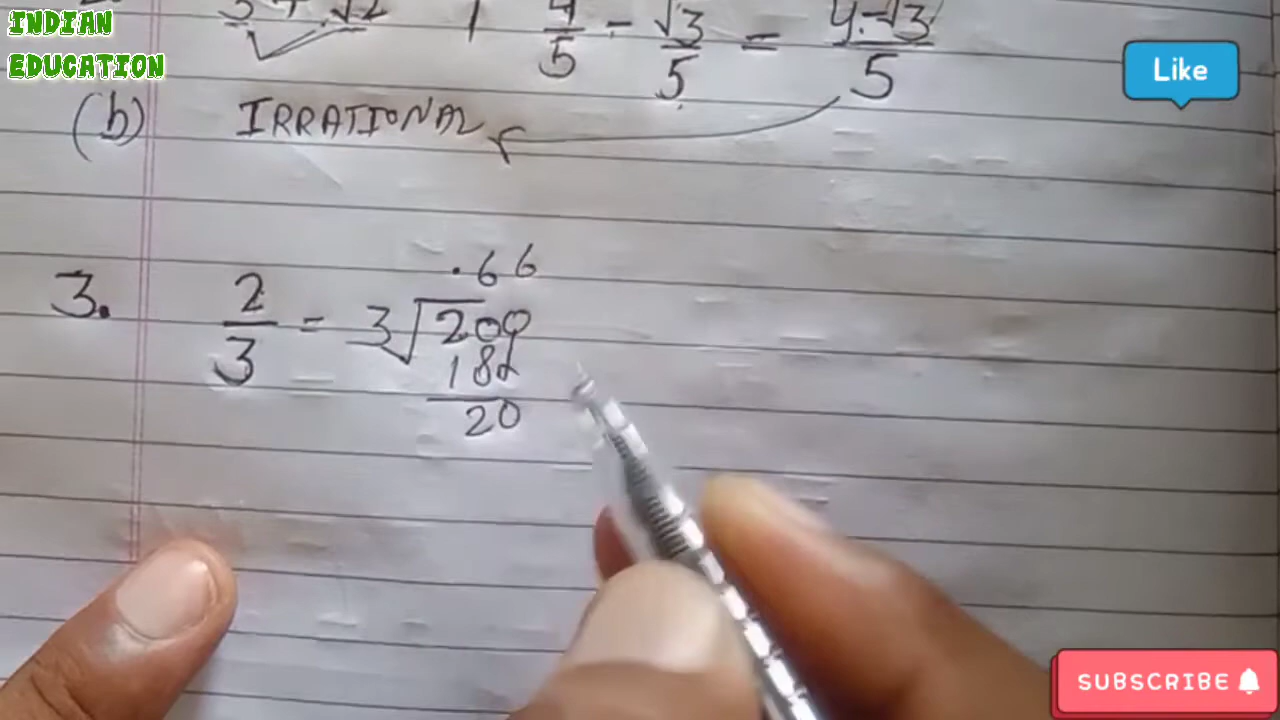 INDIAN
EDUCATION
4/5 - √3/5 = 4-√3/5
Like
(b) IRRATIONAL
.66
3. 2/3 = 3√200
18
20
SUBSCRIBE